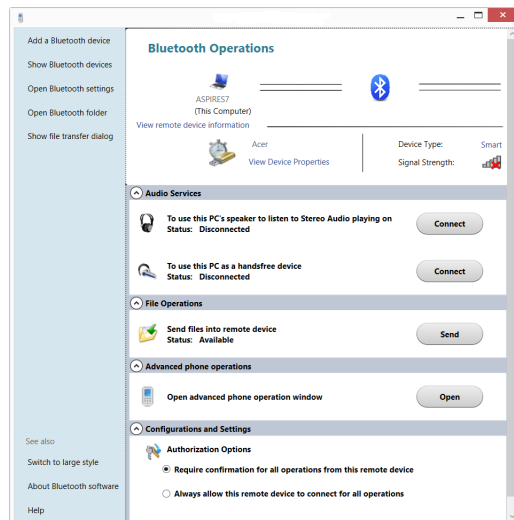 Add a Bluetooth device
Show Bluetooth devices
Open Bluetooth settings
Open Bluetooth folder
Show file transfer dialog
See also
Switch to large style
About Bluetooth software
Help
Bluetooth Operations
ASPIRES7
(This Computer)
View remote device information
Acer
View Device Properties
Device Type: Smart
Signal Strength:
Audio Services
To use this PC's speaker to listen to Stereo Audio playing on
Status: Disconnected
Connect
To use this PC as a handsfree device
Status: Disconnected
Connect
File Operations
Send files into remote device
Status: Available
Send
Advanced phone operations
Open advanced phone operation window
Open
Configurations and Settings
Authorization Options
Require confirmation for all operations from this remote device
Always allow this remote device to connect for all operations